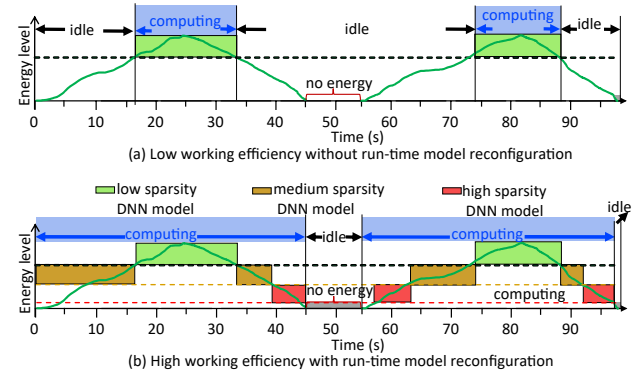 computing
computing
idle
idle
idle
Energy level
no energy
0 10 20 30 40 50 60 70 80 90
Time (s)
(a) Low working efficiency without run-time model reconfiguration
low sparsity
DNN model
medium sparsity
DNN model
high sparsity
DNN model
idle
computing
idle
computing
Energy level
no energy
computing
0 10 20 30 40 50 60 70 80 90
Time (s)
(b) High working efficiency with run-time model reconfiguration